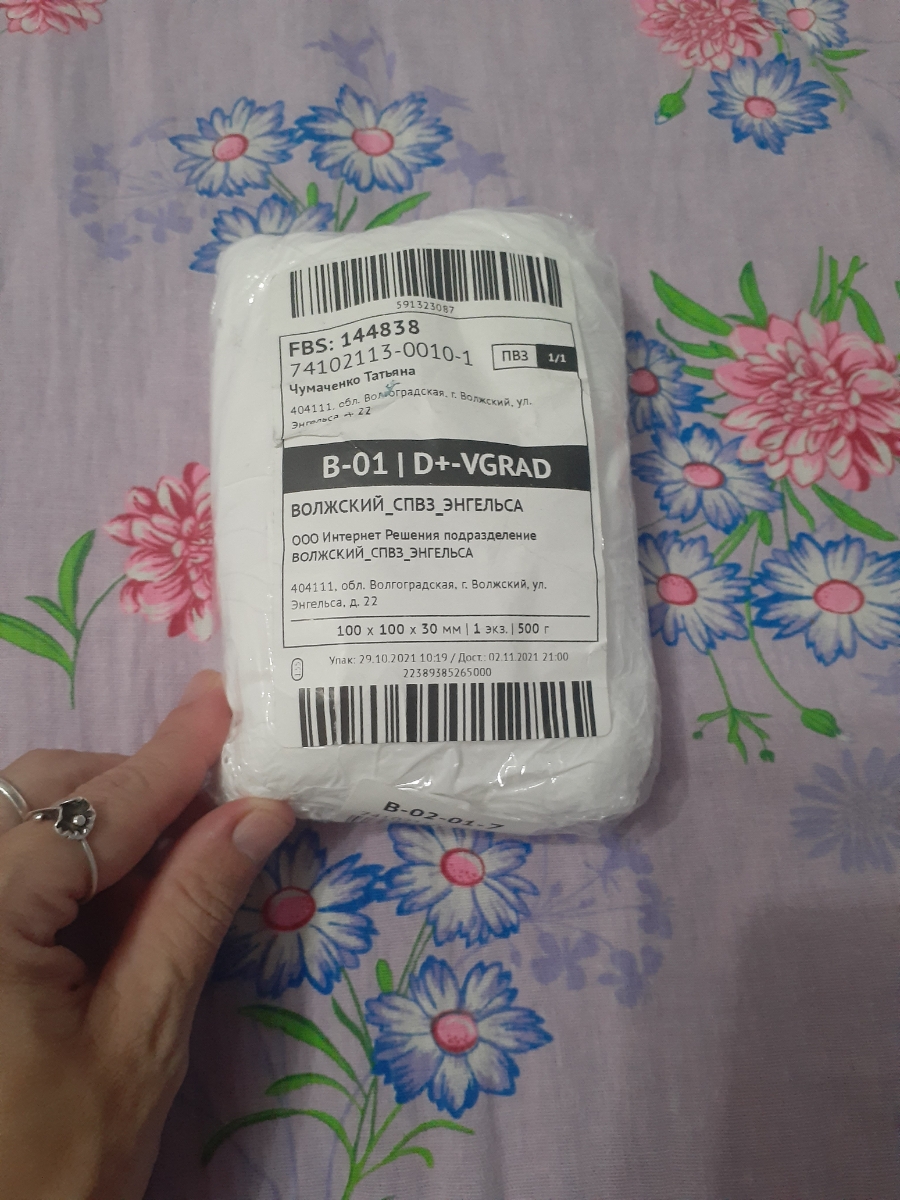 591323087
FBS: 144838
74102113-0010-1
ПВЗ 1/1
Чумаченко Татьяна
404111, обл. Волгоградская, г. Волжский, ул.
Энгельса д. 22
B-01 | D+-VGRAD
ВОЛЖСКИЙ_СПВЗ_ЭНГЕЛЬСА
ООО Интернет Решения подразделение
ВОЛЖСКИЙ_СПВЗ_ЭНГЕЛЬСА
404111, обл. Волгоградская, г. Волжский, ул.
Энгельса, д. 22
100 x 100 x 30 мм | 1 экз. | 500 г
Упак: 29.10.2021 10:19 / Дост.: 02.11.2021 21:00
22389385265000
B-02-01-7